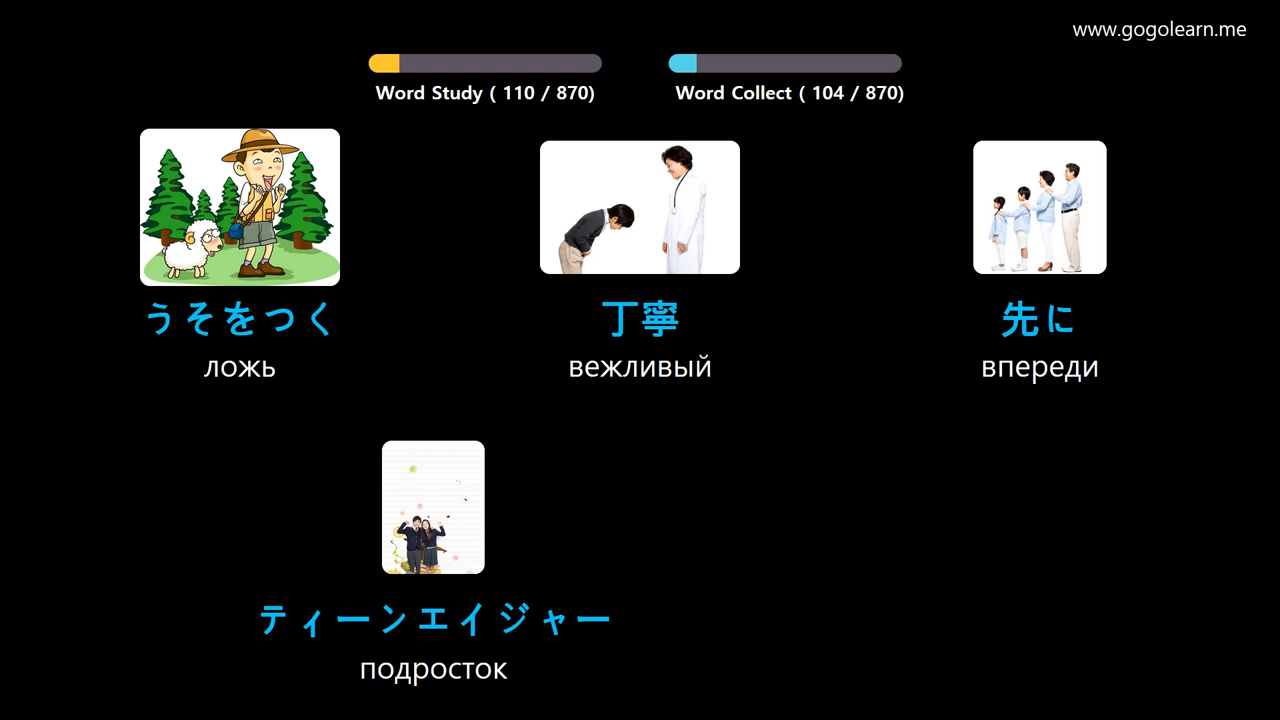 www.gogolearn.me
Word Study ( 110 / 870)
Word Collect ( 104 / 870)
うそをつく
ложь
丁寧
вежливый
先に
впереди
ティーンエイジャー
подросток